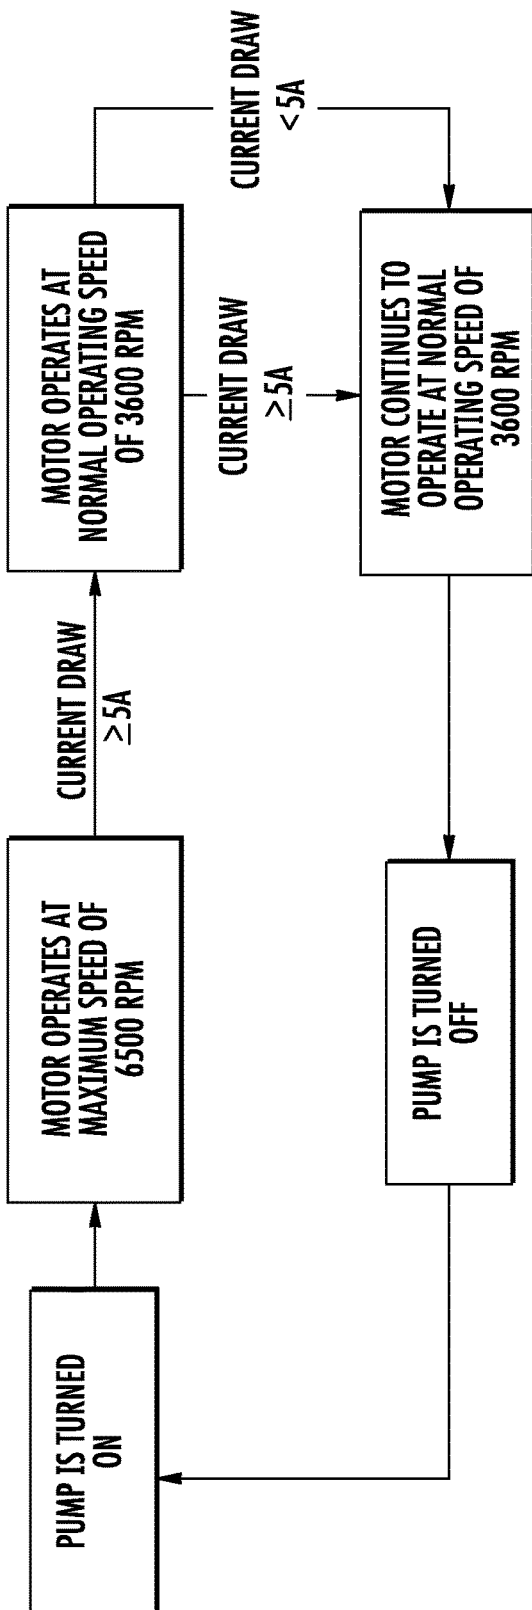 PUMP IS TURNED
ON
MOTOR OPERATES AT
MAXIMUM SPEED OF
6500 RPM
CURRENT DRAW
≥5A
MOTOR OPERATES AT
NORMAL OPERATING SPEED
OF 3600 RPM
CURRENT DRAW
<5A
CURRENT DRAW
≥5A
MOTOR CONTINUES TO
OPERATE AT NORMAL
OPERATING SPEED OF
3600 RPM
PUMP IS TURNED
OFF